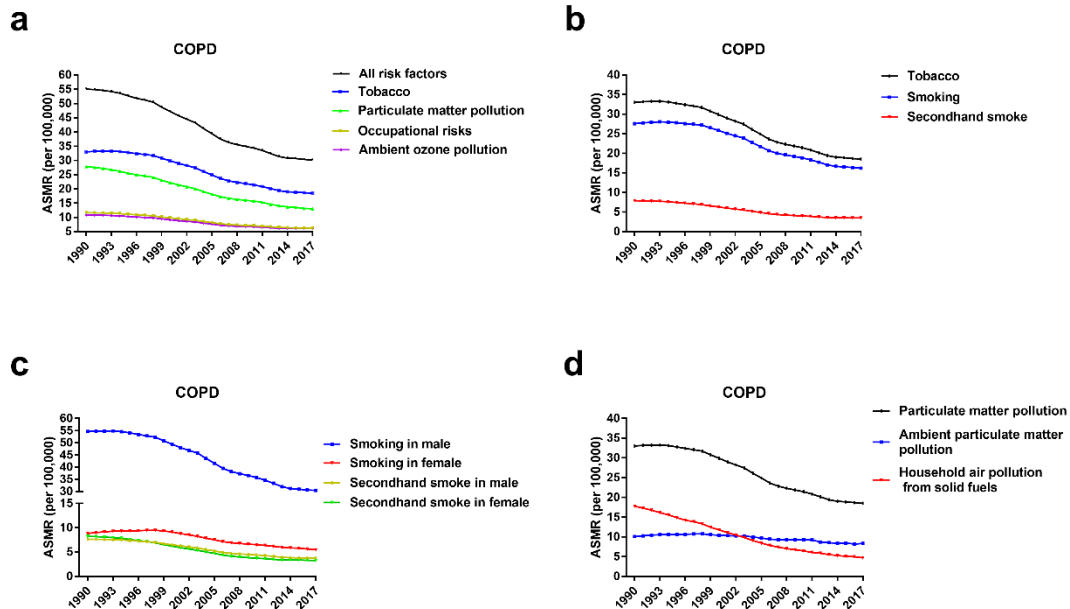 a
COPD
ASMR (per 100,000)
60
55
50
45
40
35
30
25
20
15
10
5
1990
1993
1996
1999
2002
2005
2008
2011
2014
2017
All risk factors
Tobacco
Particulate matter pollution
Occupational risks
Ambient ozone pollution
b
COPD
ASMR (per 100,000)
40
35
30
25
20
15
10
5
0
1990
1993
1996
1999
2002
2005
2008
2011
2014
2017
Tobacco
Smoking
Secondhand smoke
c
COPD
ASMR (per 100,000)
60
55
50
45
40
35
30
15
10
5
0
1990
1993
1996
1999
2002
2005
2008
2011
2014
2017
Smoking in male
Smoking in female
Secondhand smoke in male
Secondhand smoke in female
d
COPD
ASMR (per 100,000)
40
35
30
25
20
15
10
5
0
1990
1993
1996
1999
2002
2005
2008
2011
2014
2017
Particulate matter pollution
Ambient particulate matter
pollution
Household air pollution
from solid fuels